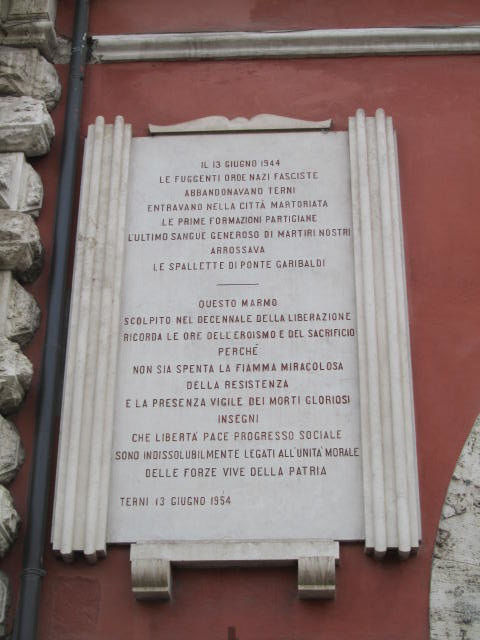 IL 13 GIUGNO 1944
LE FUGGENTI ORDE NAZI FASCISTE
ABBANDONAVANO TERNI
ENTRAVANO NELLA CITTÀ MARTORIATA
LE PRIME FORMAZIONI PARTIGIANE
L'ULTIMO SANGUE GENEROSO DI MARTIRI NOSTRI
ARROSSAVA
LE SPALLETTE DI PONTE GARIBALDI
QUESTO MARMO
SCOLPITO NEL DECENNALE DELLA LIBERAZIONE
RICORDA LE ORE DELL'EROISMO E DEL SACRIFICIO
PERCHÉ
NON SIA SPENTA LA FIAMMA MIRACOLOSA
DELLA RESISTENZA
E LA PRESENZA VIGILE DEI MORTI GLORIOSI
INSEGNI
CHE LIBERTA' PACE PROGRESSO SOCIALE
SONO INDISSOLUBILMENTE LEGATI ALL'UNITA' MORALE
DELLE FORZE VIVE DELLA PATRIA
TERNI 13 GIUGNO 1954